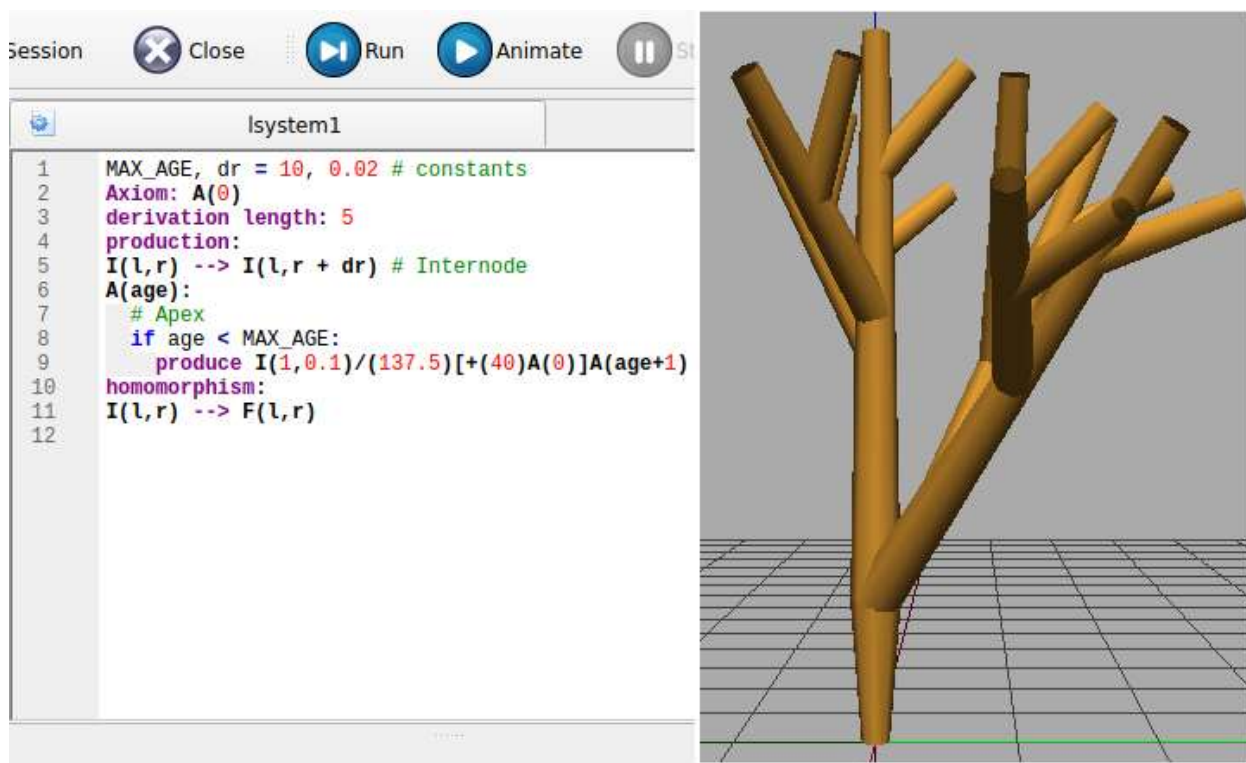 Session Close Run Animate
lsystem1
1 MAX_AGE, dr = 10, 0.02 # constants
2 Axiom: A(0)
3 derivation length: 5
4 production:
5 I(l,r) --> I(l,r + dr) # Internode
6 A(age):
7 # Apex
8 if age < MAX_AGE:
9 produce I(1,0.1)/(137.5)[+(40)A(0)]A(age+1)
10 homomorphism:
11 I(l,r) --> F(l,r)
12